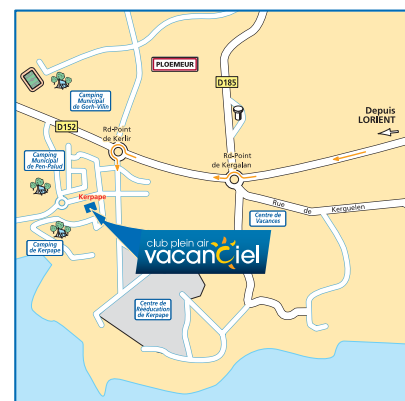 PLOEMEUR
D185
Camping
Municipal
de Gorh-Vilin
Depuis
LORIENT
D152
Rd-Point
de Kerlir
Camping
Municipal
de Pen-Palud
Rd-Point
de Kergalan
Kerpape
Rue de Kerguelen
Centre de
Vacances
Camping
de Kerpape
club plein air
vacanciel
Centre de
Rééducation
de Kerpape